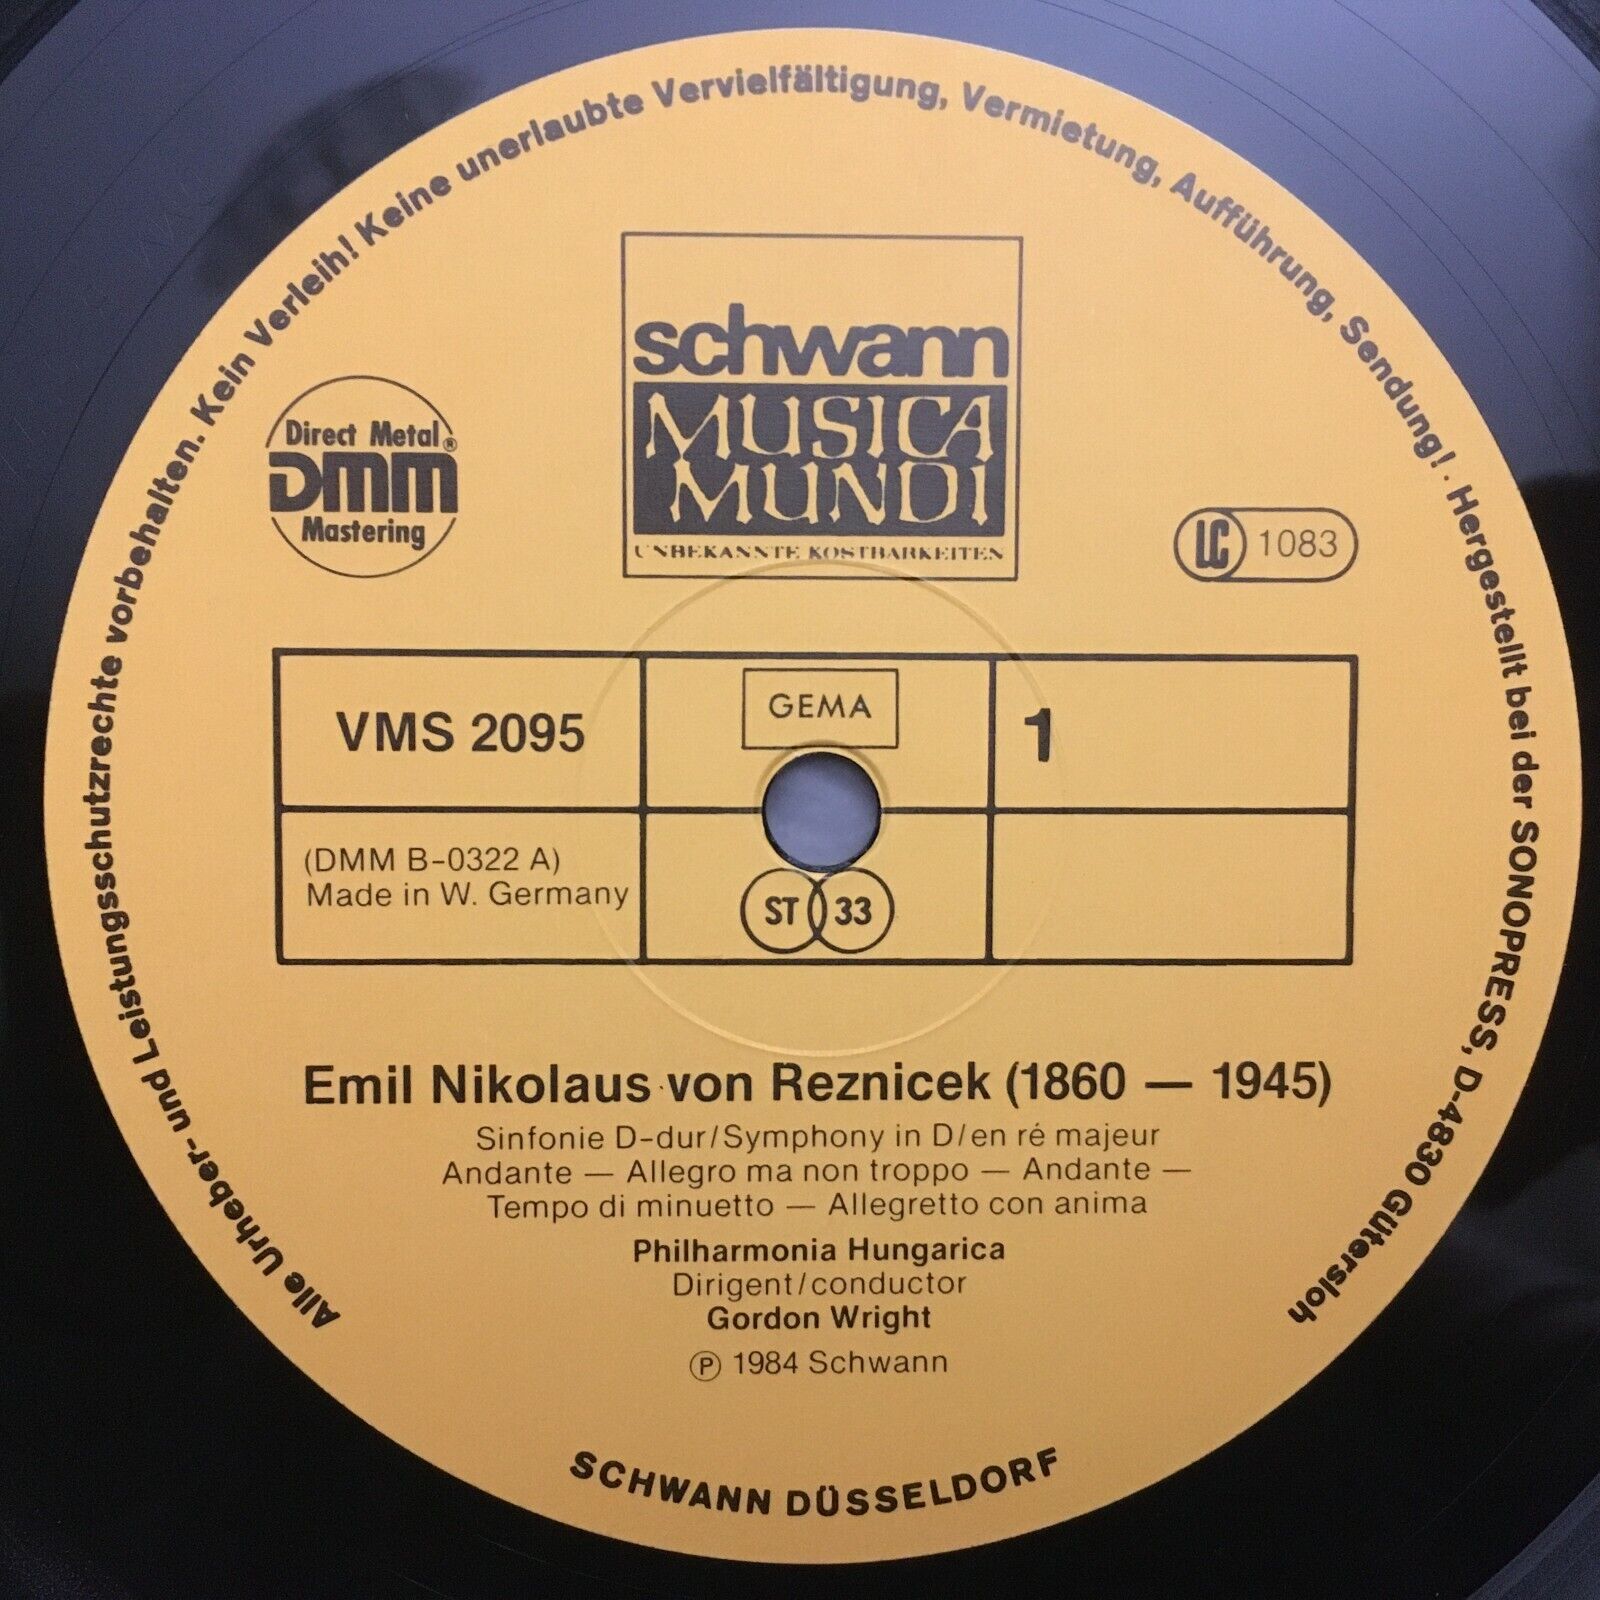 Alle Urheber- und Leistungsschutzrechte vorbehalten. Kein Verleih! Keine unerlaubte Vervielfältigung, Vermietung, Aufführung, Sendung! · Hergestellt bei der SONOPRESS, D-4830 Gütersloh
schwann
MUSICA
MUNDI
UNBEKANNTE KOSTBARKEITEN
Direct Metal®
DMM
Mastering
LC 1083
VMS 2095
GEMA
1
(DMM B-0322 A)
Made in W. Germany
ST 33
Emil Nikolaus von Reznicek (1860 — 1945)
Sinfonie D-dur/Symphony in D/en ré majeur
Andante — Allegro ma non troppo — Andante —
Tempo di minuetto — Allegretto con anima
Philharmonia Hungarica
Dirigent/conductor
Gordon Wright
Ⓟ 1984 Schwann
SCHWANN DÜSSELDORF